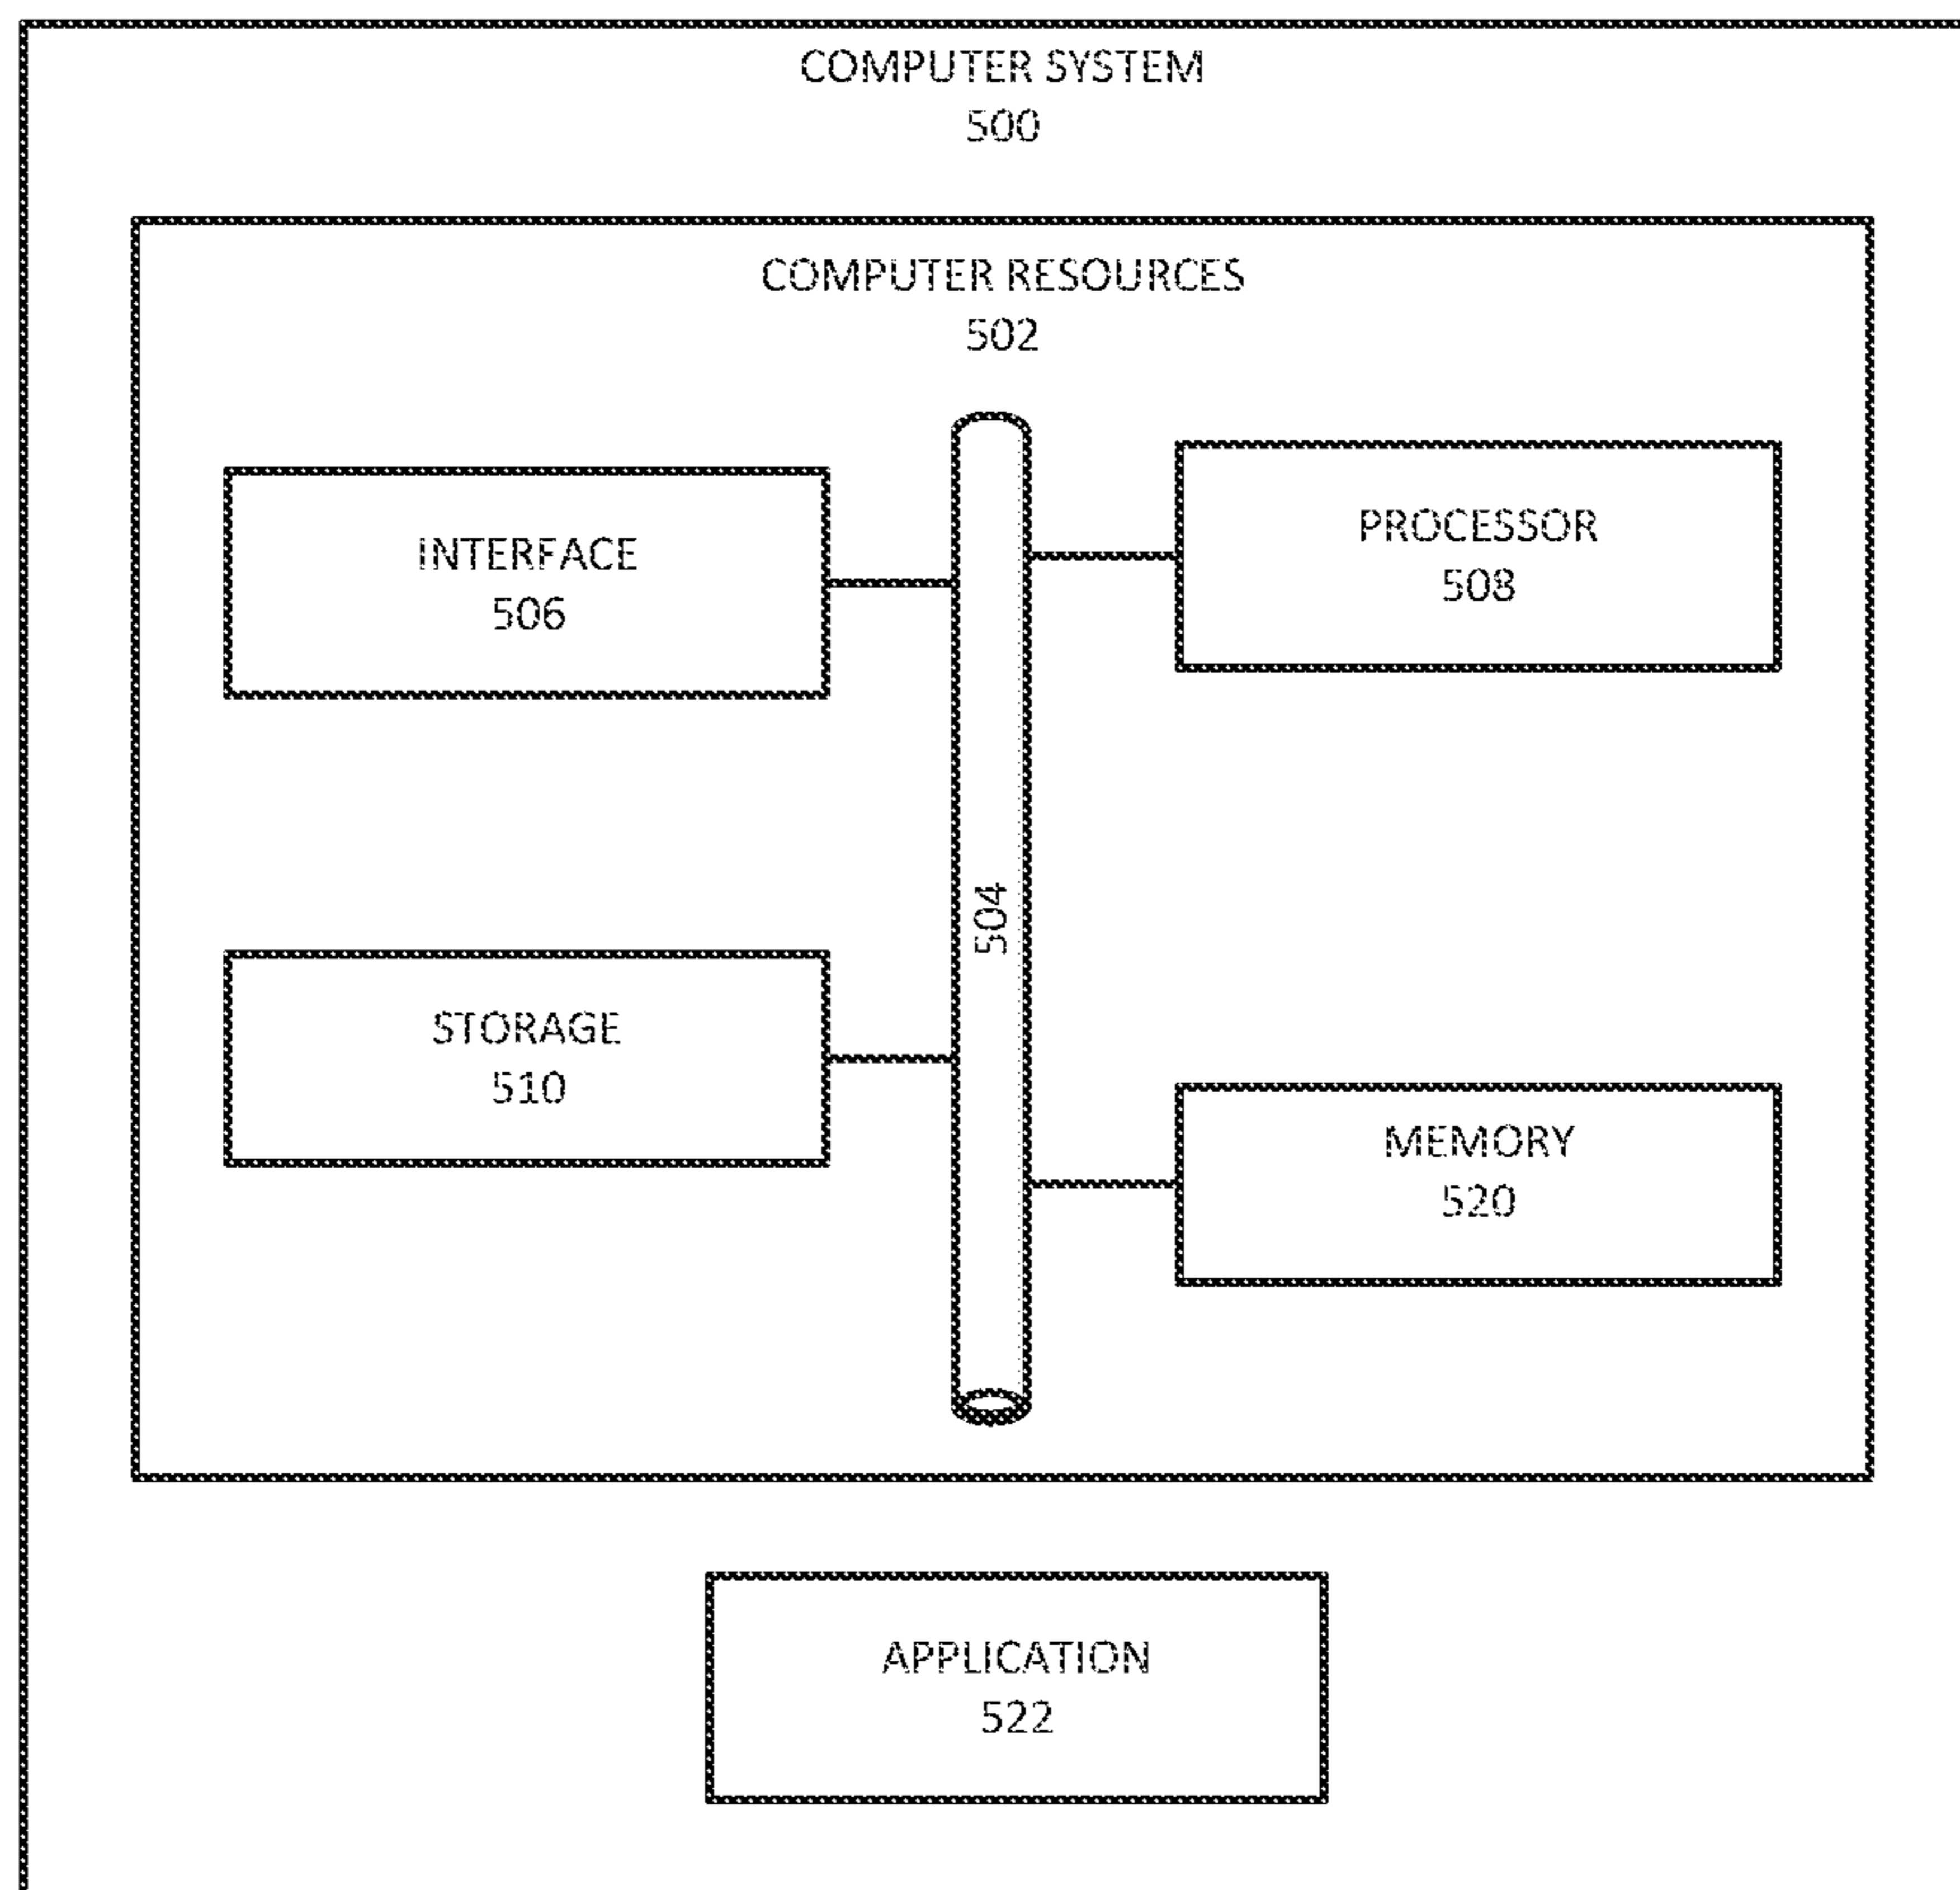 COMPUTER SYSTEM
500
COMPUTER RESOURCES
502
INTERFACE
506
PROCESSOR
508
504
STORAGE
510
MEMORY
520
APPLICATION
522